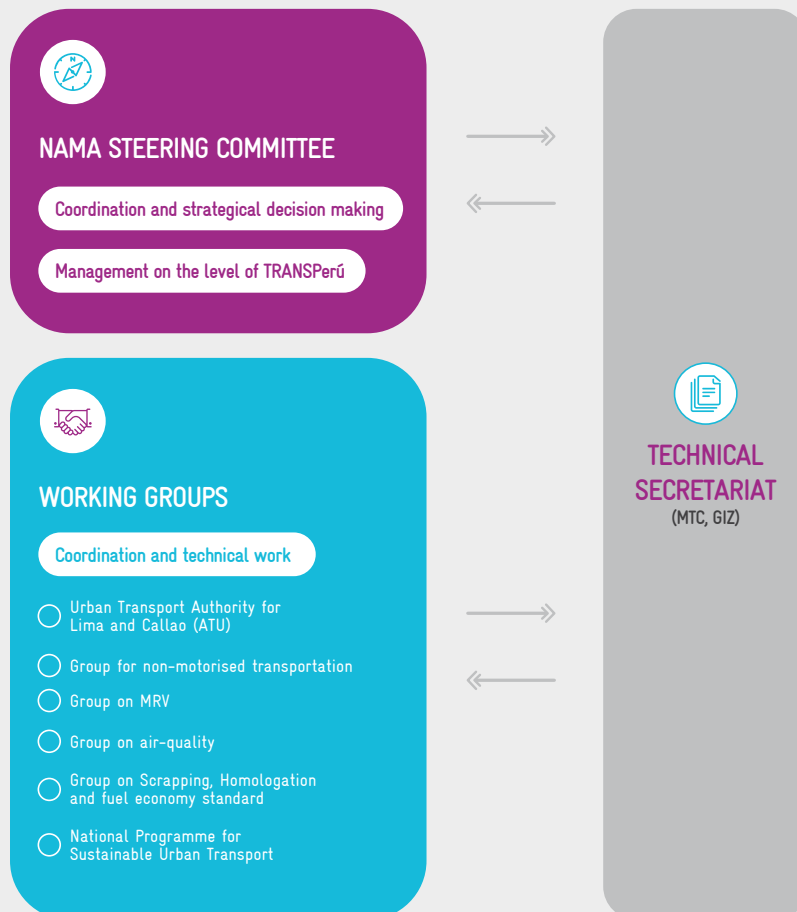 N
NAMA STEERING COMMITTEE
Coordination and strategical decision making
Management on the level of TRANSPerú
WORKING GROUPS
Coordination and technical work
Urban Transport Authority for
Lima and Callao (ATU)
Group for non-motorised transportation
Group on MRV
Group on air-quality
Group on Scrapping, Homologation
and fuel economy standard
National Programme for
Sustainable Urban Transport
TECHNICAL
SECRETARIAT
(MTC, GIZ)